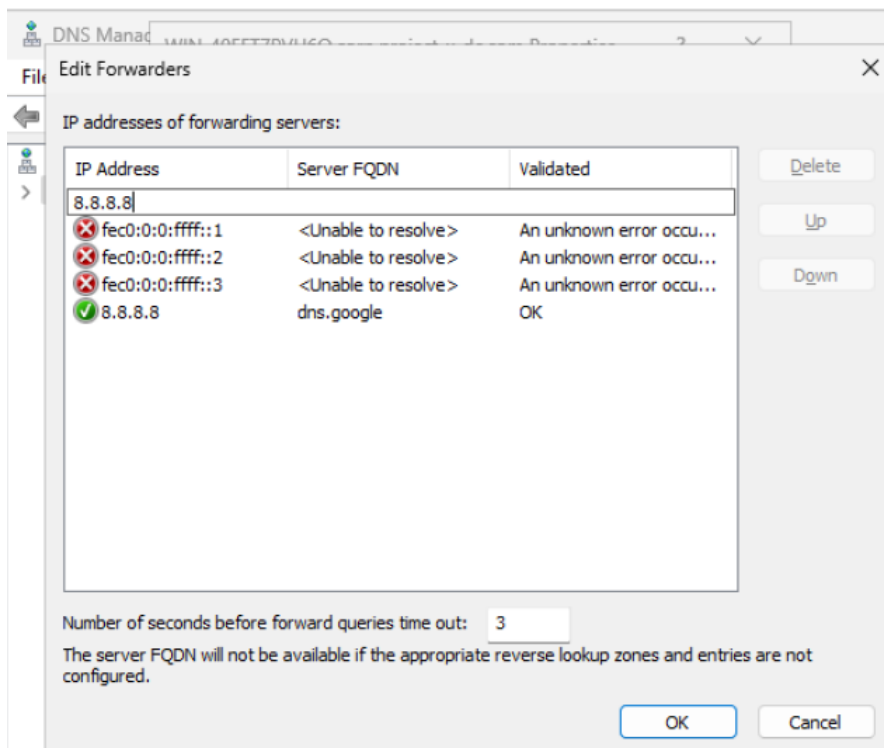 DNS Manag
Properties
?
File
Edit Forwarders
IP addresses of forwarding servers:
IP Address Server FQDN Validated
8.8.8.8
fec0:0:0:ffff::1 <Unable to resolve> An unknown error occu...
fec0:0:0:ffff::2 <Unable to resolve> An unknown error occu...
fec0:0:0:ffff::3 <Unable to resolve> An unknown error occu...
8.8.8.8 dns.google OK
Delete
Up
Down
Number of seconds before forward queries time out: 3
The server FQDN will not be available if the appropriate reverse lookup zones and entries are not
configured.
OK Cancel